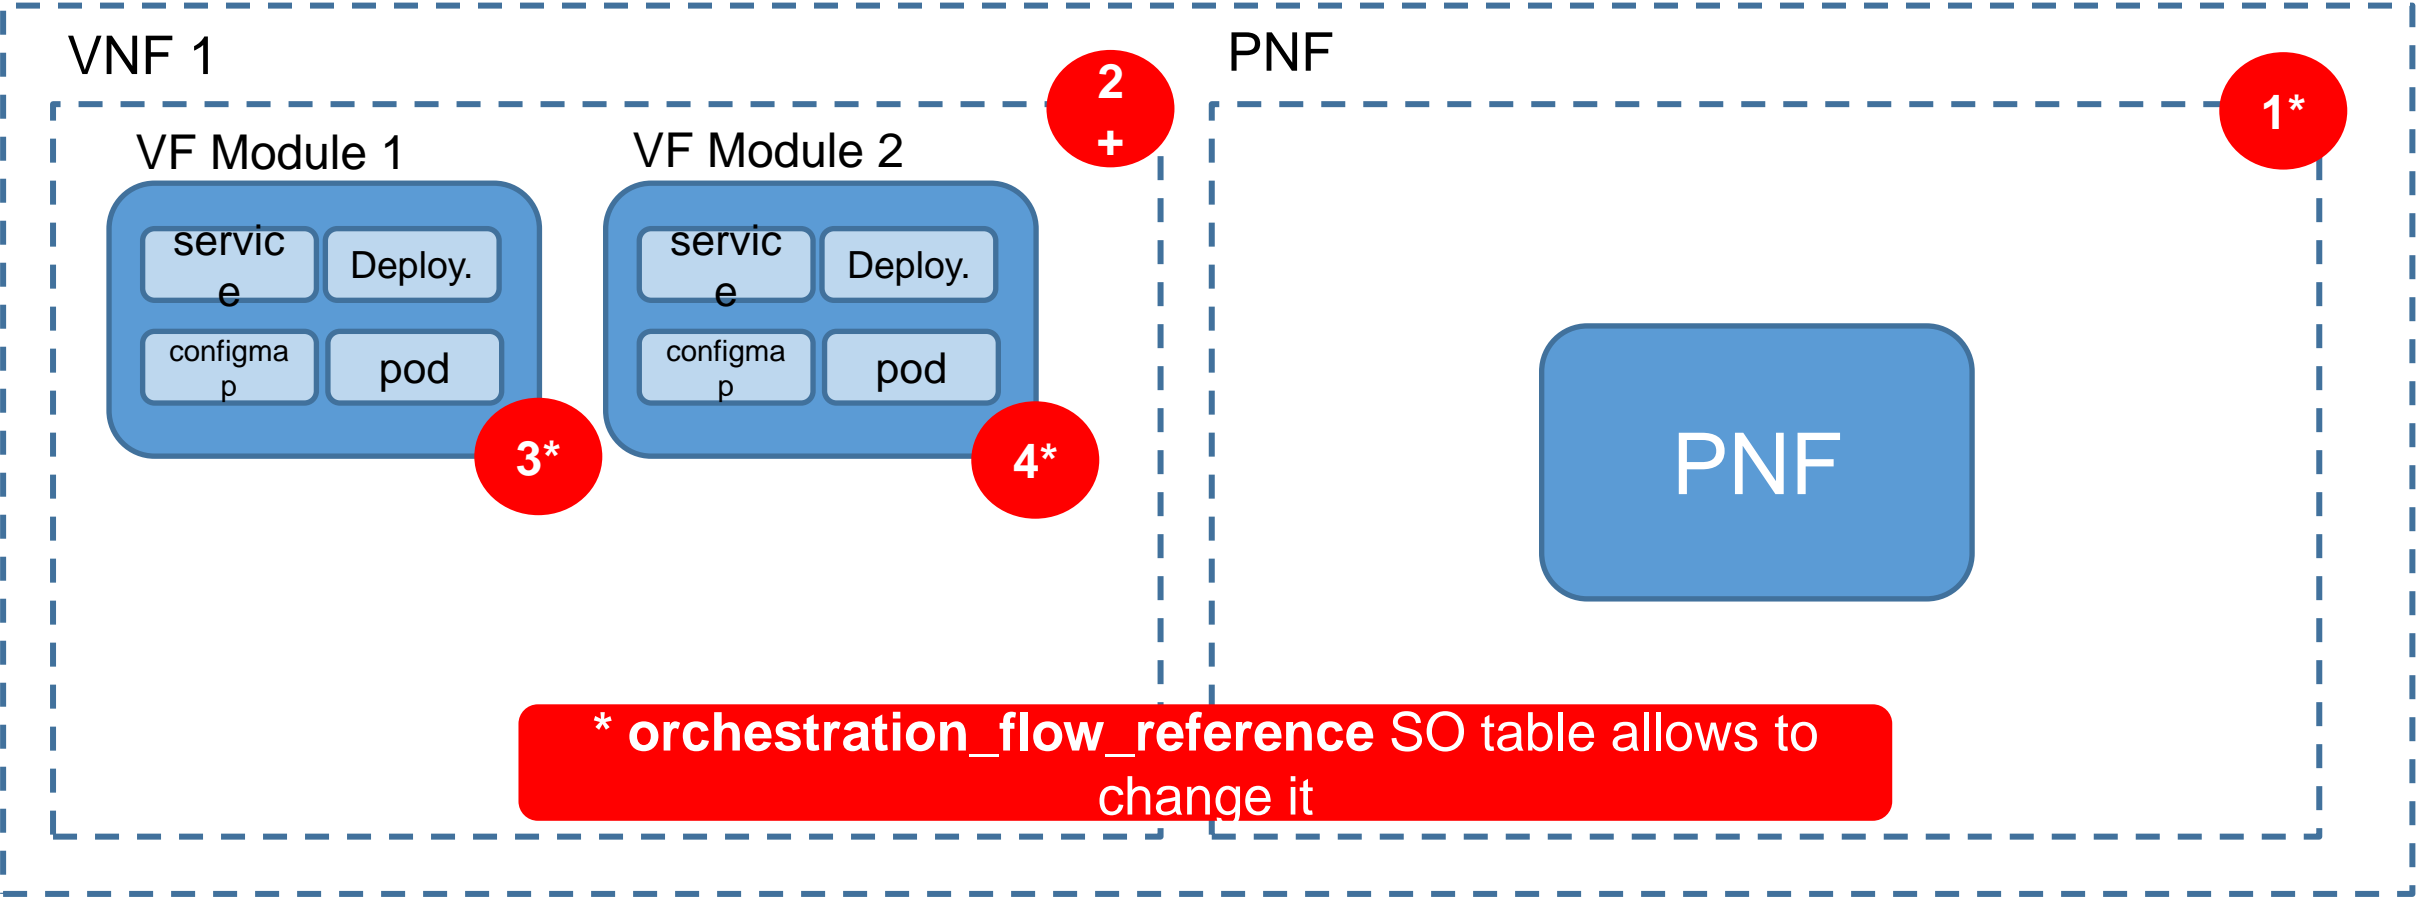 VNF 1
2
+
VF Module 1
VF Module 2
servic
e
Deploy.
configma
p
pod
3*
servic
e
Deploy.
configma
p
pod
4*
PNF
1*
PNF
* orchestration_flow_reference SO table allows to
change it